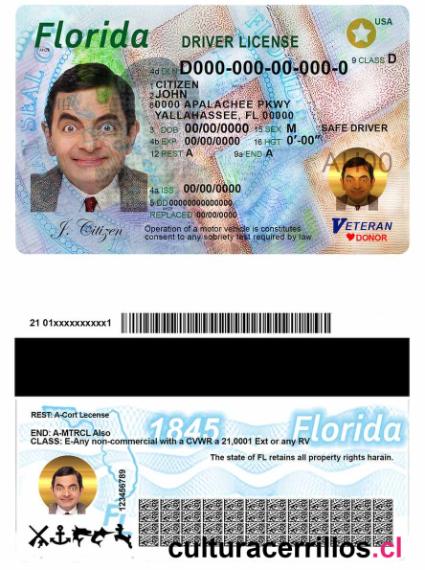 Florida
DRIVER LICENSE
USA
9 CLASS D
4d DLN D000-000-00-000-0
1 CITIZEN
2 JOHN
80000 APALACHEE PKWY
YALLAHASSEE, FL 00000
3. DOB 00/00/0000 15 SEX M SAFE DRIVER
4b EXP 00/00/0000 16 HGT 0'-00"
12 REST A 9a END A
4a ISS 00/00/0000
5 DD 0000000000000
REPLACED 00/00/0000
J. Citizen
Operation of a motor vehicle is constitutes
consent to any sobriety test required by law
VETERAN
DONOR
21 01xxxxxxxxxx1
REST: A-Cort Lecense
END: A-MTRCL Also
CLASS: E-Any non-commercial with a CVWR a 21,0001 Ext or any RV
1845
Florida
The state of FL retains all property rights harain.
123456789
culturacerrillos.cl